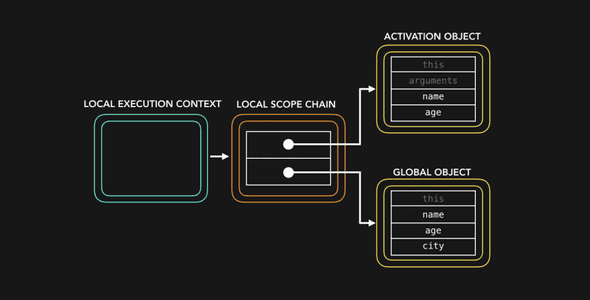 ACTIVATION OBJECT
this
arguments
name
age
LOCAL EXECUTION CONTEXT
LOCAL SCOPE CHAIN
GLOBAL OBJECT
this
name
age
city